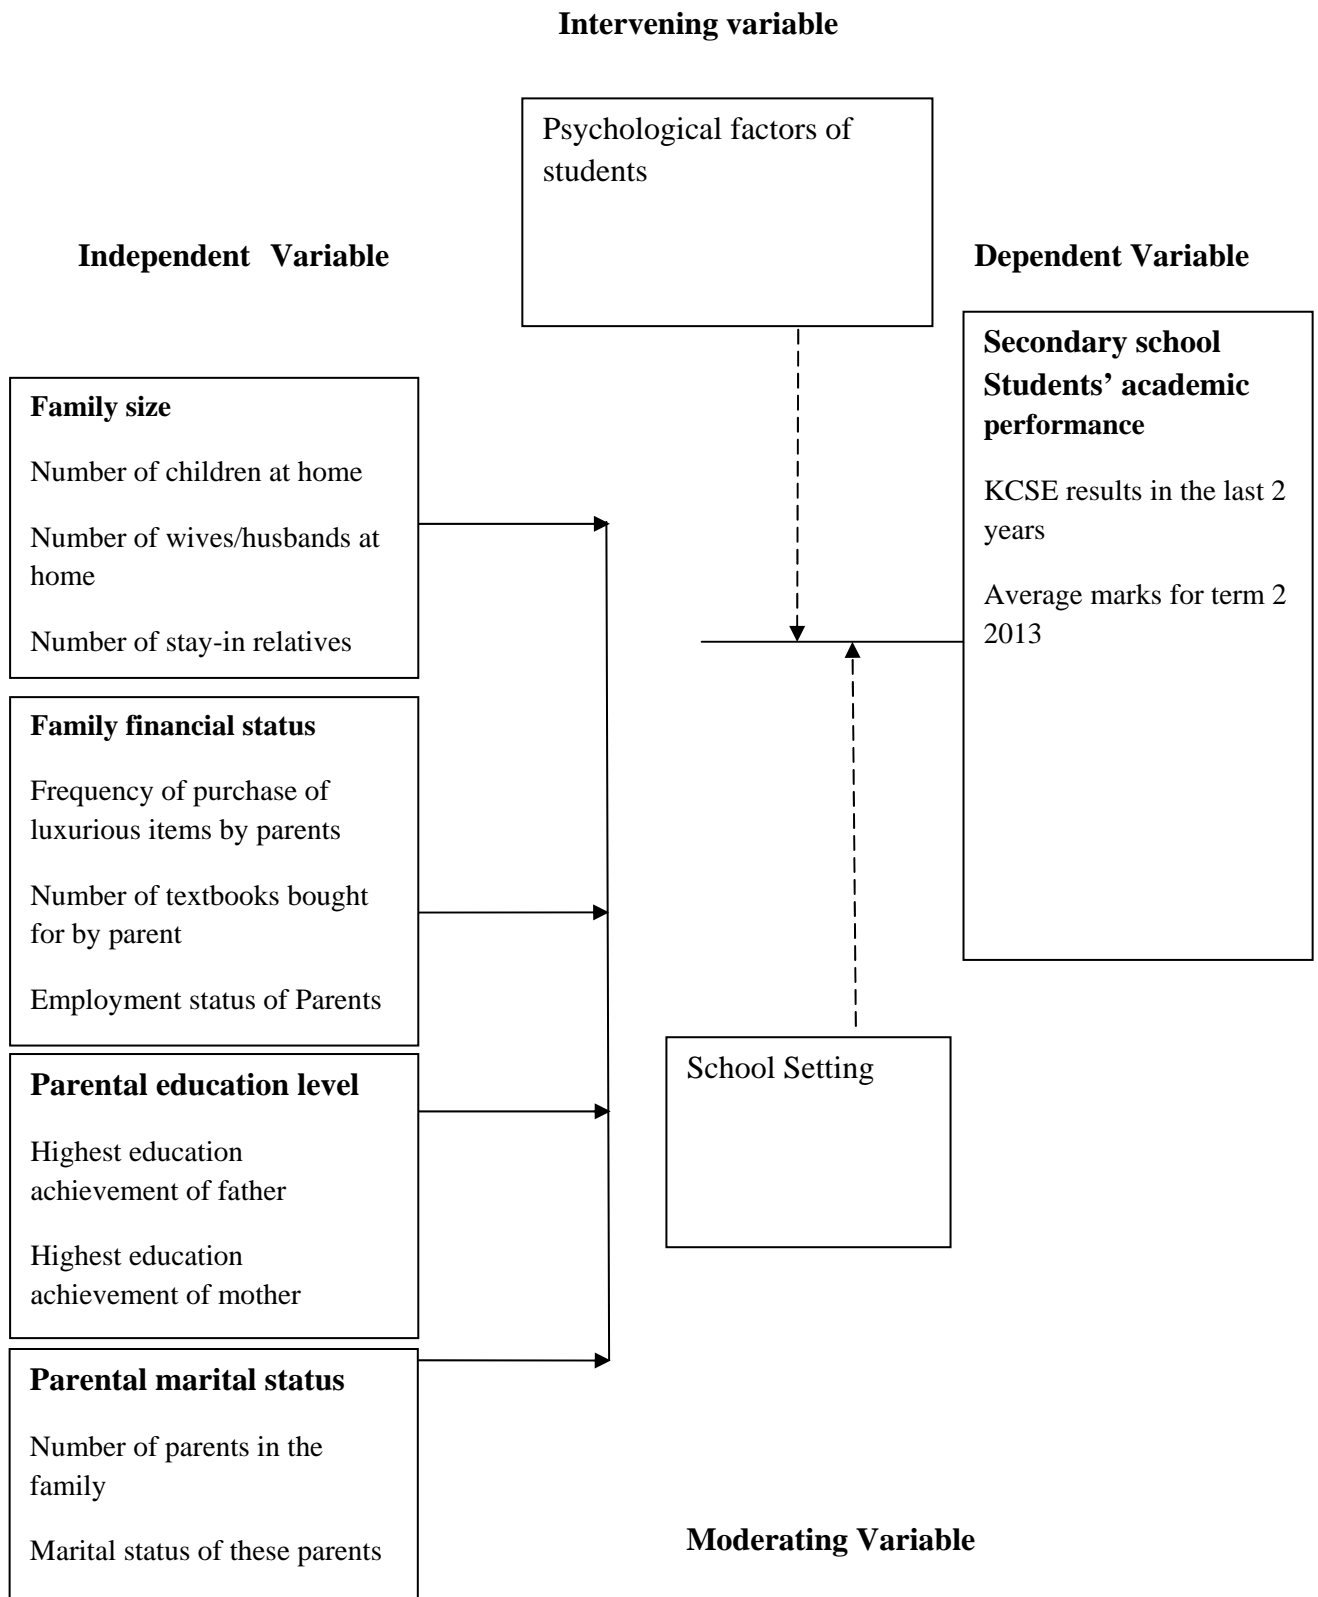 Intervening variable
Psychological factors of
students
Independent Variable
Dependent Variable
Family size
Number of children at home
Number of wives/husbands at
home
Number of stay-in relatives
Family financial status
Frequency of purchase of
luxurious items by parents
Number of textbooks bought
for by parent
Employment status of Parents
Parental education level
Highest education
achievement of father
Highest education
achievement of mother
Parental marital status
Number of parents in the
family
Marital status of these parents
Secondary school
Students’ academic
performance
KCSE results in the last 2
years
Average marks for term 2
2013
School Setting
Moderating Variable